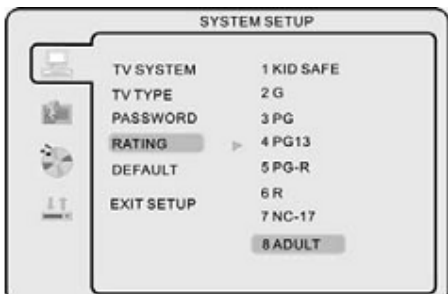 SYSTEM SETUP
TV SYSTEM
TV TYPE
PASSWORD
RATING
DEFAULT
EXIT SETUP
1 KID SAFE
2 G
3 PG
4 PG13
5 PG-R
6 R
7 NC-17
8 ADULT